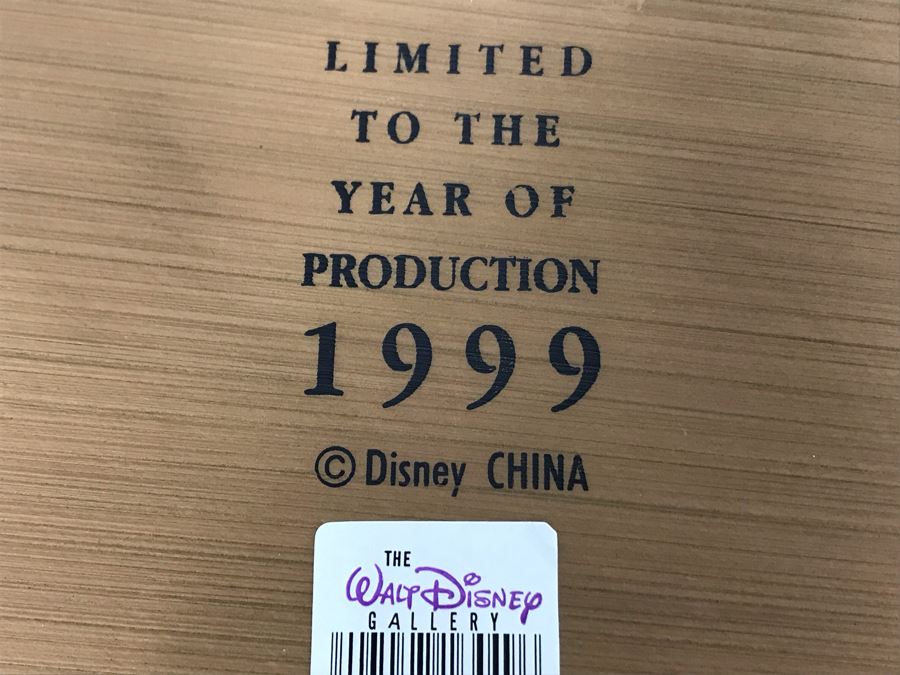 LIMITED
TO THE
YEAR OF
PRODUCTION
1999
©Disney CHINA
THE
WALT DISNEY
GALLERY